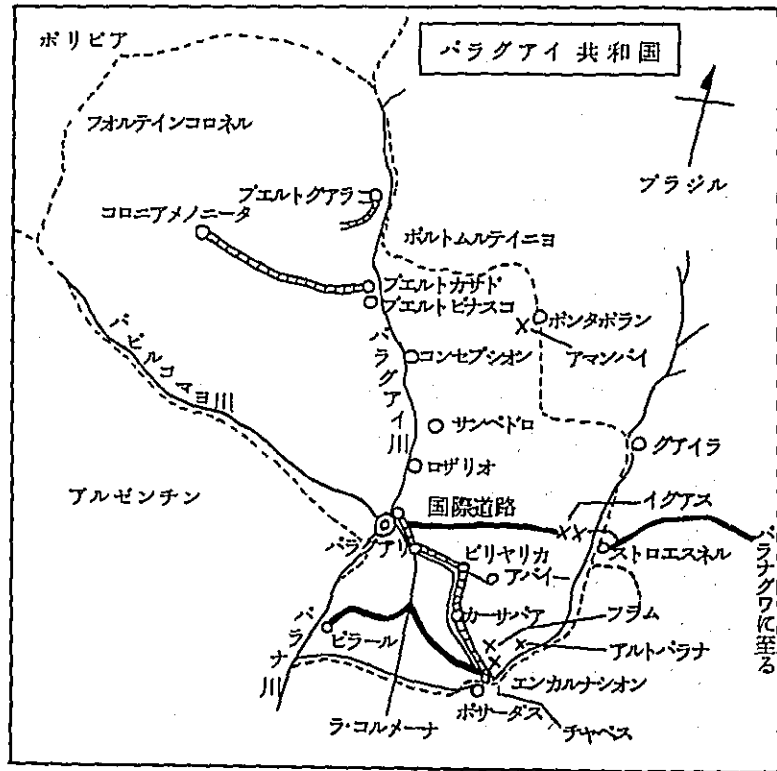 ボリビア
パラグアイ共和国
フオルテインコロネル
ブラジル
プエルトグアラコ
コロニアメノニータ
ポルトムルテイニヨ
プエルトカザド
プエルトピナスコ
ポンタポラン
アマンバイ
パラグアイ川
コンセプシオン
ピルコマヨ川
サンペドロ
グアイラ
ロザリオ
アルゼンチン
国際道路
イグアス
ストロエスネル
パラグアリ
ビリヤリカ
アバイー
パラナグワに至る
カーサパア
フラム
ピラール
アルトパラナ
パラナ川
エンカルナシオン
ポサーダス
ラ・コルメーナ
チヤベス